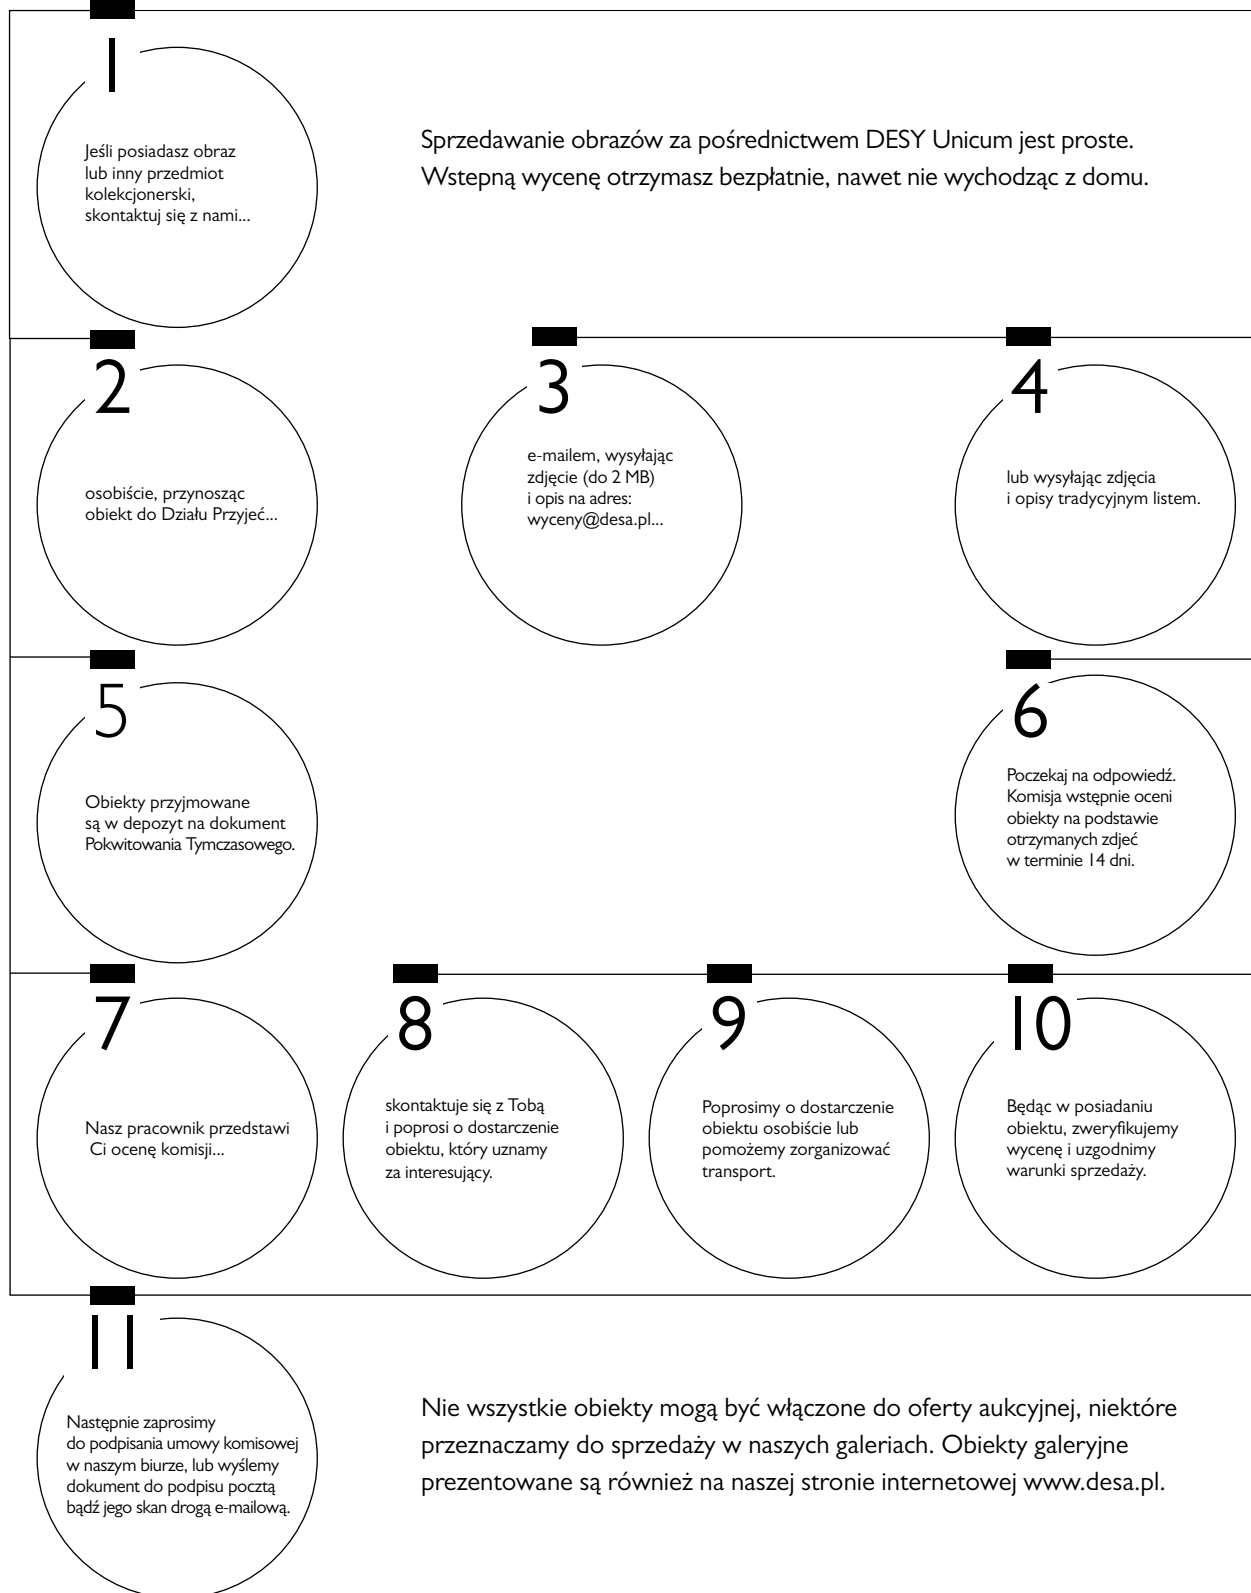 1
Jeśli posiadasz obraz
lub inny przedmiot
kolekcjonerski,
skontaktuj się z nami...
Sprzedawanie obrazów za pośrednictwem DESY Unicum jest proste.
Wstepną wycenę otrzymasz bezpłatnie, nawet nie wychodząc z domu.
2
osobiście, przynosząc
obiekt do Działu Przyjeć...
3
e-mailem, wysyłając
zdjęcie (do 2 MB)
i opis na adres:
wyceny@desa.pl...
4
lub wysyłając zdjęcia
i opisy tradycyjnym listem.
5
Obiekty przyjmowane
są w depozyt na dokument
Pokwitowania Tymczasowego.
6
Poczekaj na odpowiedź.
Komisja wstępnie oceni
obiekty na podstawie
otrzymanych zdjeć
w terminie 14 dni.
7
Nasz pracownik przedstawi
Ci ocenę komisji...
8
skontaktuje się z Tobą
i poprosi o dostarczenie
obiektu, który uznamy
za interesujący.
9
Poprosimy o dostarczenie
obiektu osobiście lub
pomożemy zorganizować
transport.
10
Będąc w posiadaniu
obiektu, zweryfikujemy
wycenę i uzgodnimy
warunki sprzedaży.
11
Następnie zaprosimy
do podpisania umowy komisowej
w naszym biurze, lub wyślemy
dokument do podpisu pocztą
bądź jego skan drogą e-mailową.
Nie wszystkie obiekty mogą być włączone do oferty aukcyjnej, niektóre
przeznaczamy do sprzedaży w naszych galeriach. Obiekty galeryjne
prezentowane są również na naszej stronie internetowej www.desa.pl.